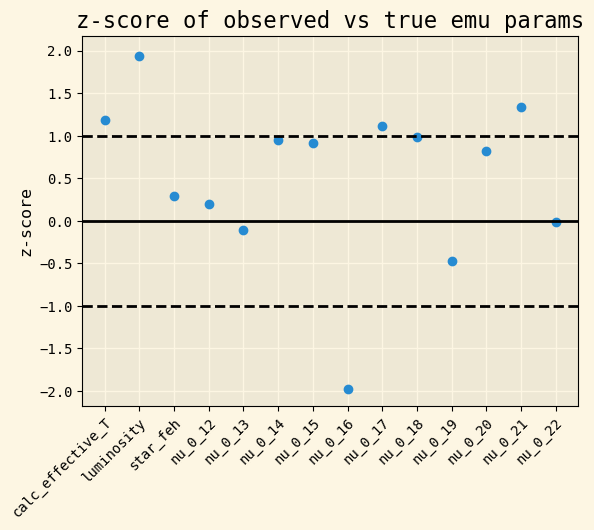 z-score of observed vs true emu params
2.0
1.5
1.0
0.5
0.0
−0.5
−1.0
−1.5
−2.0
z-score
calc_effective_T
luminosity
star_feh
nu_0_12
nu_0_13
nu_0_14
nu_0_15
nu_0_16
nu_0_17
nu_0_18
nu_0_19
nu_0_20
nu_0_21
nu_0_22